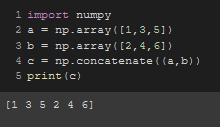 1 import numpy
2 a = np.array([1,3,5])
3 b = np.array([2,4,6])
4 c = np.concatenate((a,b))
5 print(c)
[1 3 5 2 4 6]